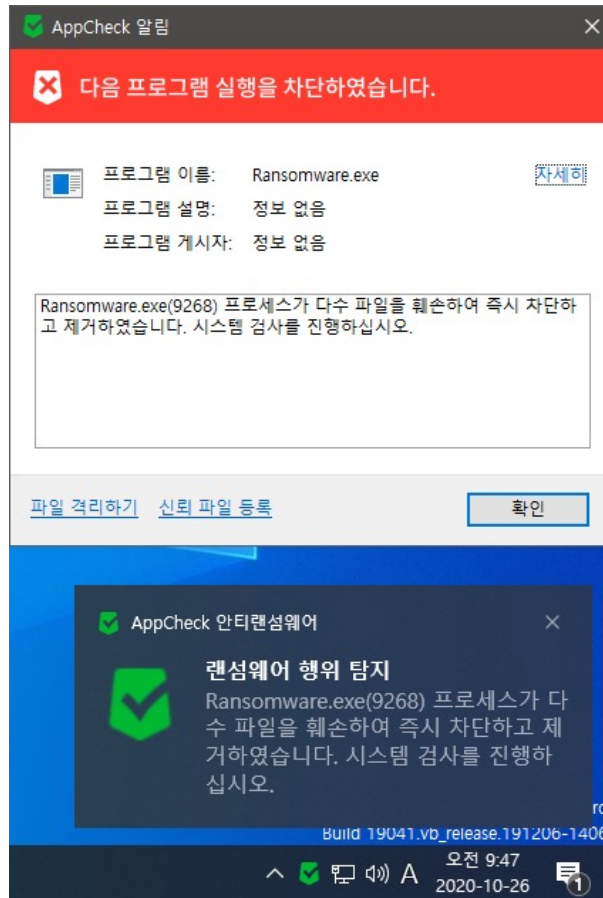 AppCheck 알림
다음 프로그램 실행을 차단하였습니다.
프로그램 이름: Ransomware.exe 자세히
프로그램 설명: 정보 없음
프로그램 게시자: 정보 없음
Ransomware.exe(9268) 프로세스가 다수 파일을 훼손하여 즉시 차단하
고 제거하였습니다. 시스템 검사를 진행하십시오.
파일 격리하기 신뢰 파일 등록 확인
AppCheck 안티랜섬웨어
랜섬웨어 행위 탐지
Ransomware.exe(9268) 프로세스가 다
수 파일을 훼손하여 즉시 차단하고 제
거하였습니다. 시스템 검사를 진행하
십시오.
Build 19041.vb_release.191206-1406
A 오전 9:47
2020-10-26 1